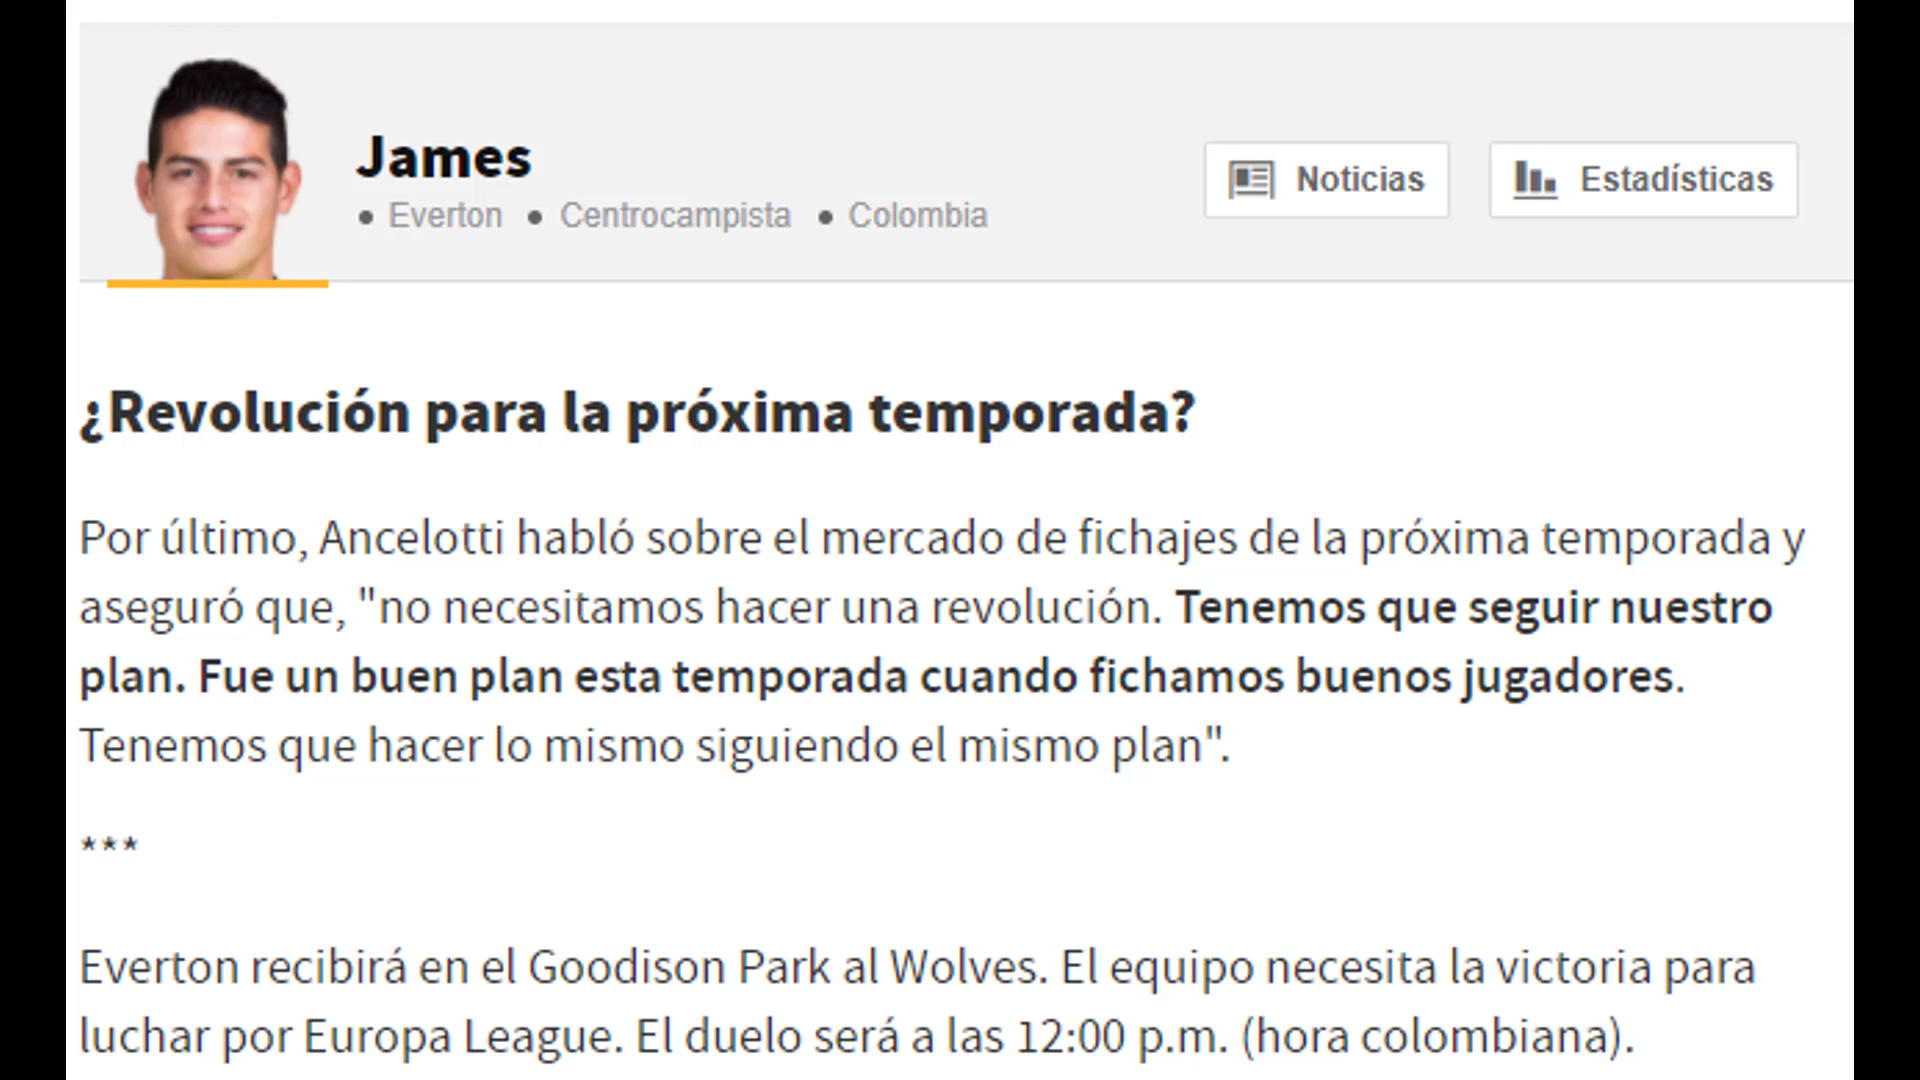 James
• Everton • Centrocampista • Colombia
Noticias
Estadísticas
¿Revolución para la próxima temporada?
Por último, Ancelotti habló sobre el mercado de fichajes de la próxima temporada y
aseguró que, "no necesitamos hacer una revolución. Tenemos que seguir nuestro
plan. Fue un buen plan esta temporada cuando fichamos buenos jugadores.
Tenemos que hacer lo mismo siguiendo el mismo plan".
***
Everton recibirá en el Goodison Park al Wolves. El equipo necesita la victoria para
luchar por Europa League. El duelo será a las 12:00 p.m. (hora colombiana).